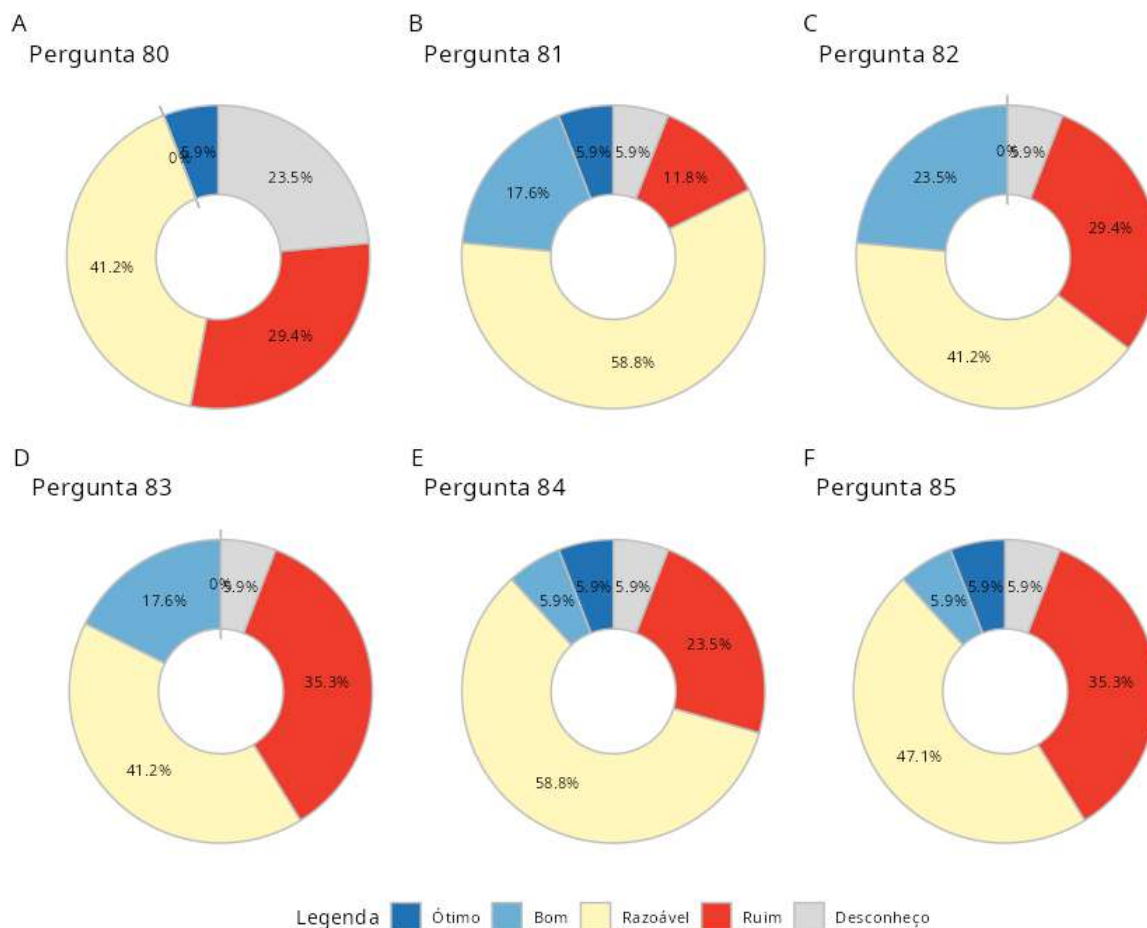 A
Pergunta 80
5.9%
0%
23.5%
41.2%
29.4%
B
Pergunta 81
5.9%
5.9%
17.6%
11.8%
58.8%
C
Pergunta 82
0%
5.9%
23.5%
29.4%
41.2%
D
Pergunta 83
0%
5.9%
17.6%
35.3%
41.2%
E
Pergunta 84
5.9%
5.9%
5.9%
23.5%
58.8%
F
Pergunta 85
5.9%
5.9%
5.9%
35.3%
47.1%
Legenda Ótimo Bom Razoável Ruim Desconheço